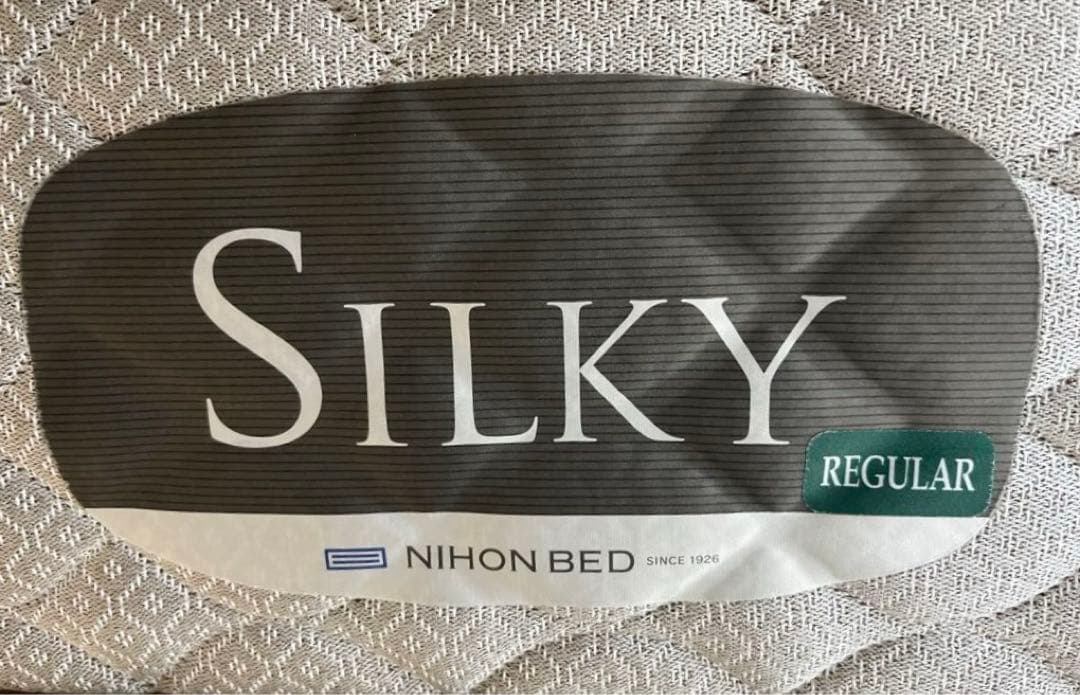 SILKY
REGULAR
NIHON BED SINCE 1926